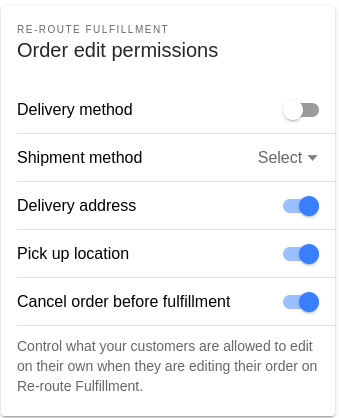 RE-ROUTE FULFILLMENT
Order edit permissions
Delivery method
Shipment method Select
Delivery address
Pick up location
Cancel order before fulfillment
Control what your customers are allowed to edit
on their own when they are editing their order on
Re-route Fulfillment.